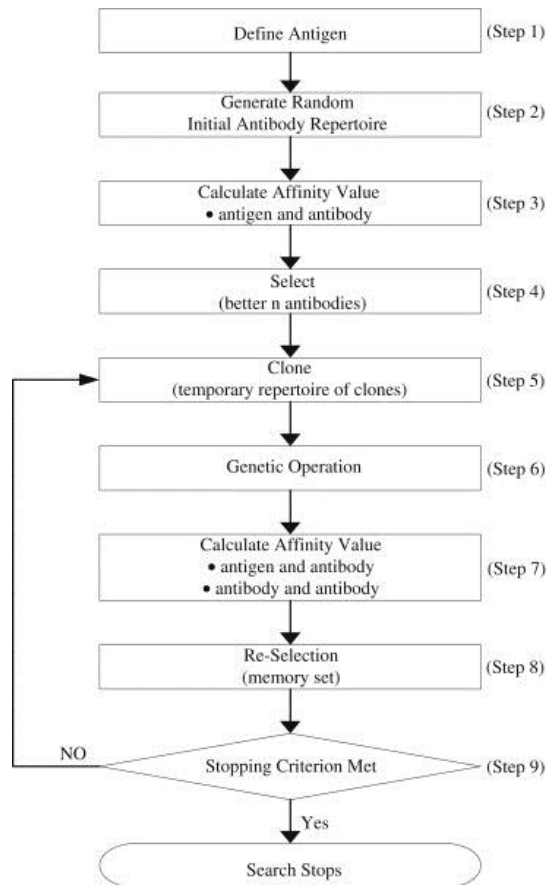 Define Antigen
(Step 1)
Generate Random
Initial Antibody Repertoire
(Step 2)
Calculate Affinity Value
• antigen and antibody
(Step 3)
Select
(better n antibodies)
(Step 4)
Clone
(temporary repertoire of clones)
(Step 5)
Genetic Operation
(Step 6)
Calculate Affinity Value
• antigen and antibody
• antibody and antibody
(Step 7)
Re-Selection
(memory set)
(Step 8)
NO
Stopping Criterion Met
(Step 9)
Yes
Search Stops